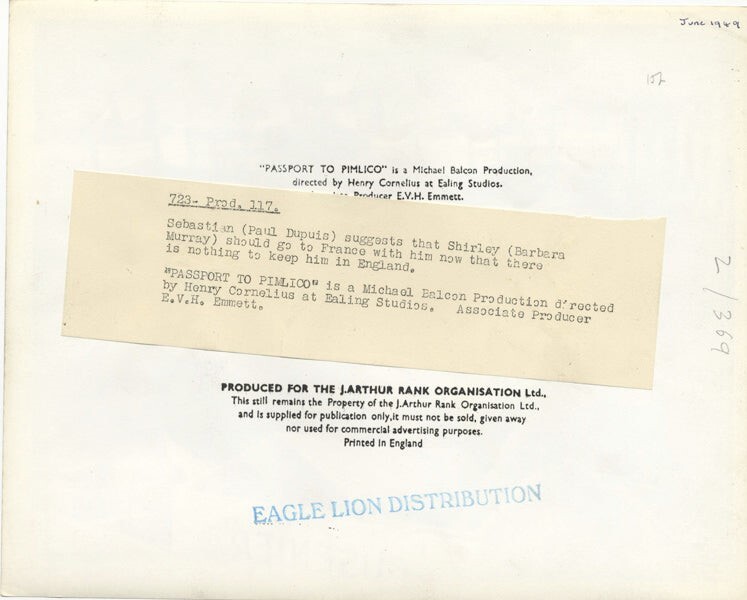 June 1949
152
"PASSPORT TO PIMLICO" is a Michael Balcon Production,
directed by Henry Cornelius at Ealing Studios.
Producer E.V.H. Emmett.
723- Prod. 117.
Sebastian (Paul Dupuis) suggests that Shirley (Barbara
Murray) should go to France with him now that there
is nothing to keep him in England.
"PASSPORT TO PIMLICO" is a Michael Balcon Production directed
by Henry Cornelius at Ealing Studios. Associate Producer
E.V.H. Emmett.
2/369
PRODUCED FOR THE J.ARTHUR RANK ORGANISATION Ltd.,
This still remains the Property of the J.Arthur Rank Organisation Ltd.,
and is supplied for publication only,it must not be sold, given away
nor used for commercial advertising purposes.
Printed in England
EAGLE LION DISTRIBUTION